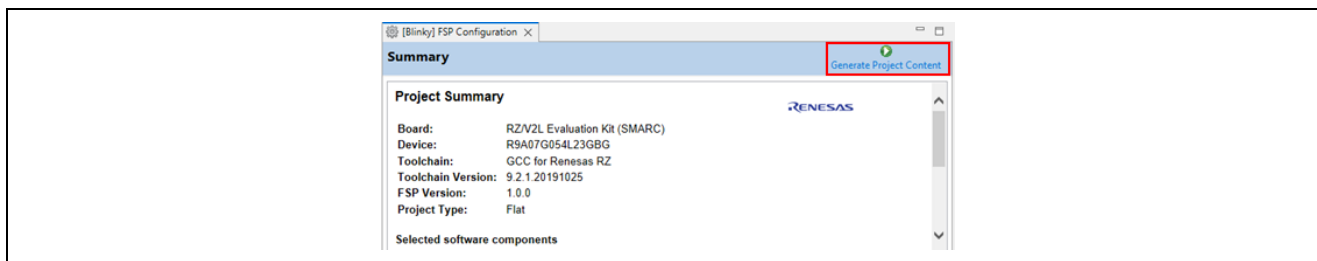 [Blinky] FSP Configuration
Summary
Generate Project Content
Project Summary
RENESAS
Board: RZ/V2L Evaluation Kit (SMARC)
Device: R9A07G054L23GBG
Toolchain: GCC for Renesas RZ
Toolchain Version: 9.2.1.20191025
FSP Version: 1.0.0
Project Type: Flat
Selected software components